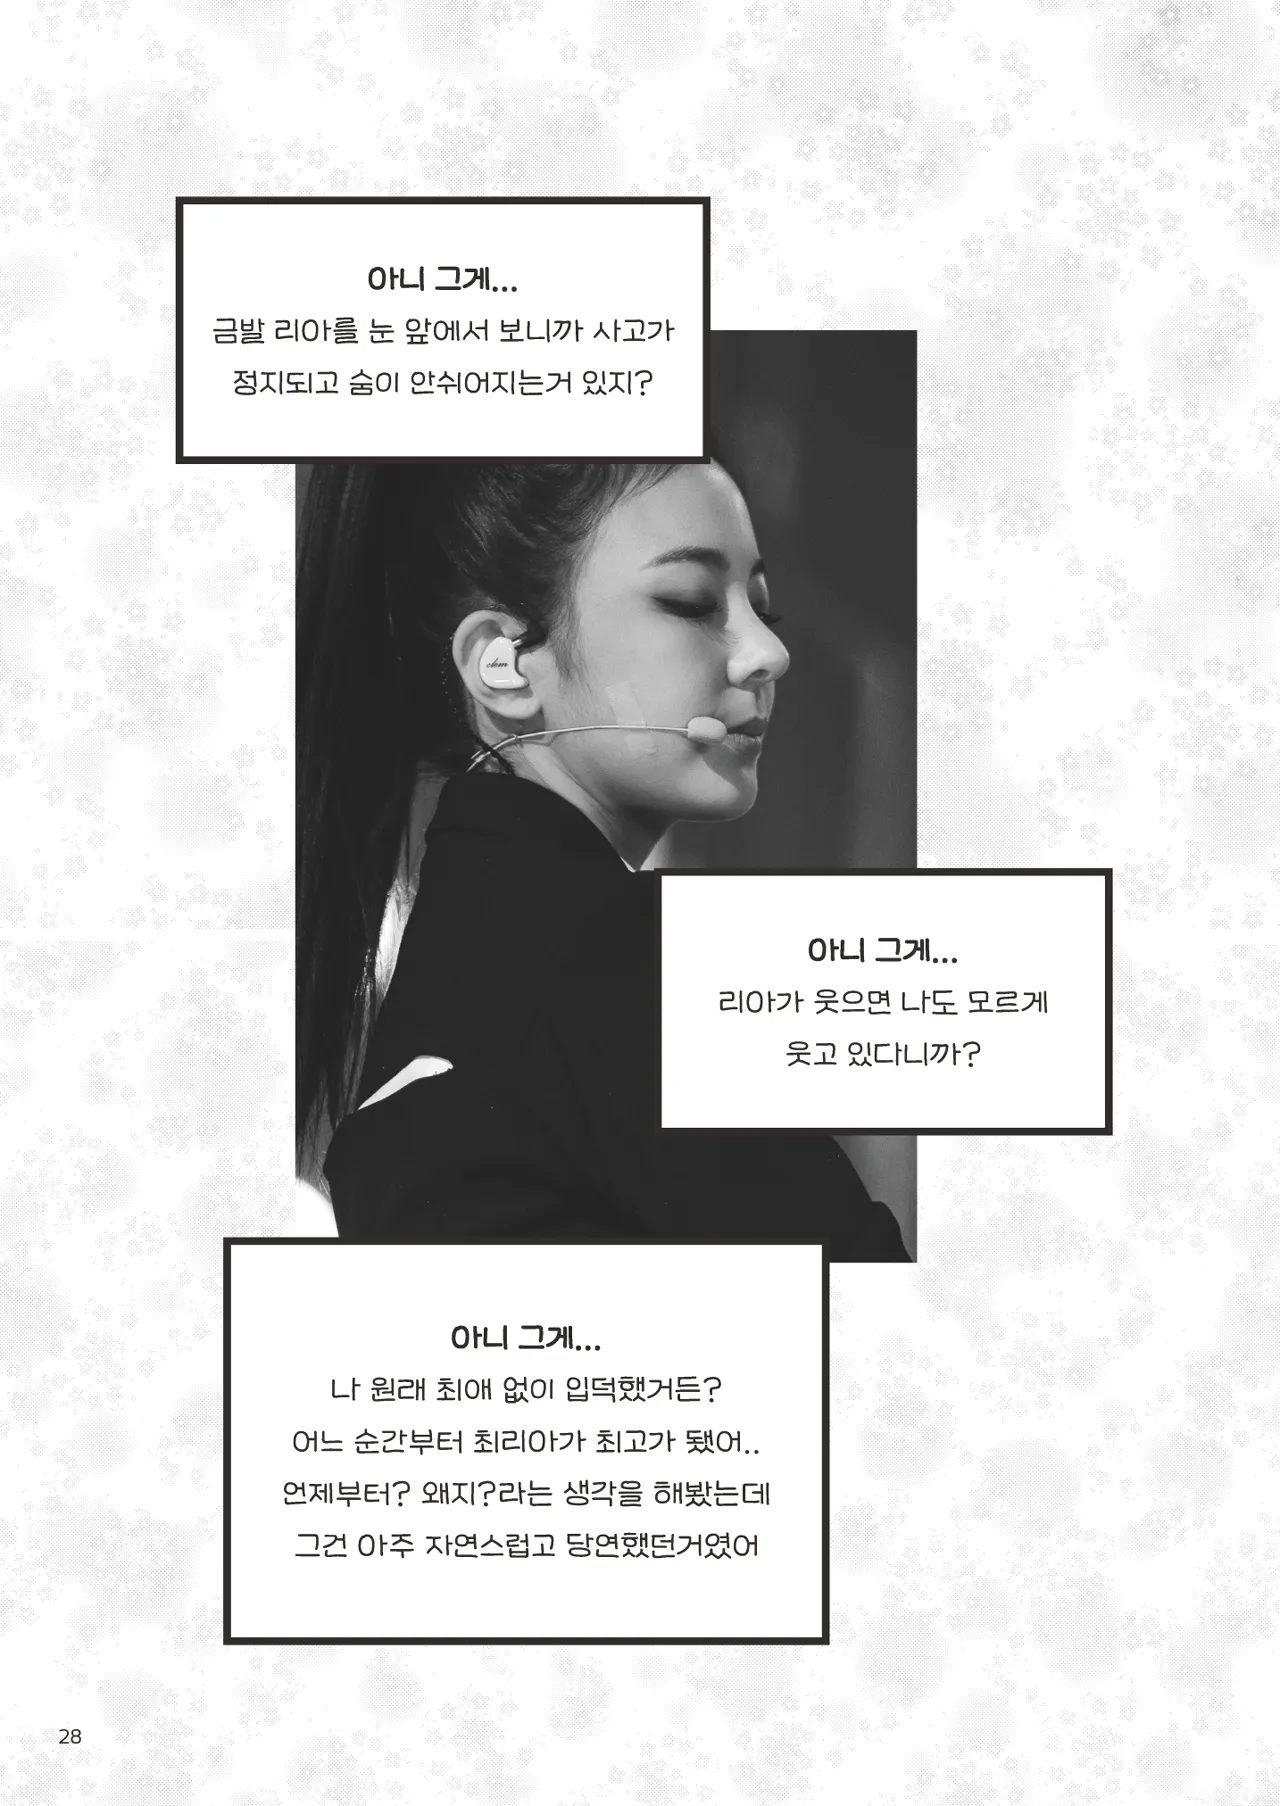 아니 그게...
금발 리아를 눈 앞에서 보니까 사고가
정지되고 숨이 안쉬어지는거 있지?
ckm
아니 그게...
리아가 웃으면 나도 모르게
웃고 있다니까?
아니 그게...
나 원래 최애 없이 입덕했거든?
어느 순간부터 최리아가 최고가 됐어..
언제부터? 왜지?라는 생각을 해봤는데
그건 아주 자연스럽고 당연했던거였어
28